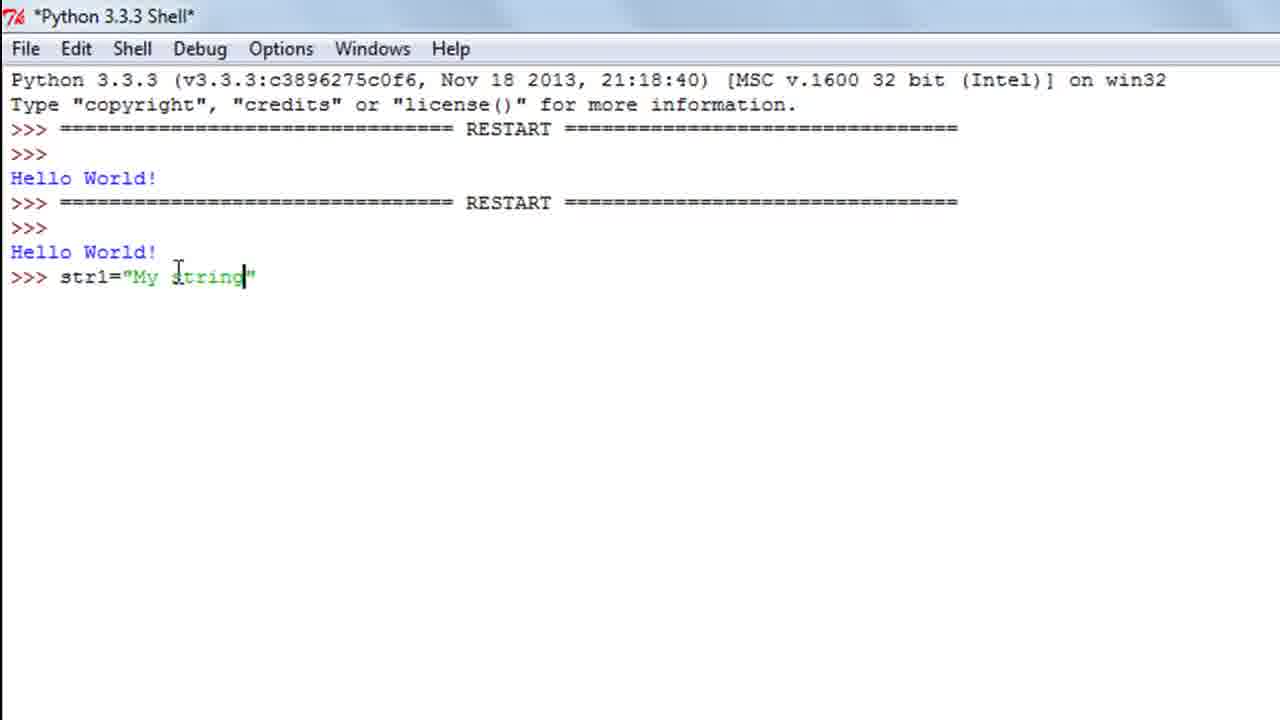 *Python 3.3.3 Shell*
File Edit Shell Debug Options Windows Help
Python 3.3.3 (v3.3.3:c3896275c0f6, Nov 18 2013, 21:18:40) [MSC v.1600 32 bit (Intel)] on win32
Type "copyright", "credits" or "license()" for more information.
>>> ================================ RESTART ================================
>>>
Hello World!
>>> ================================ RESTART ================================
>>>
Hello World!
>>> str1="My string"